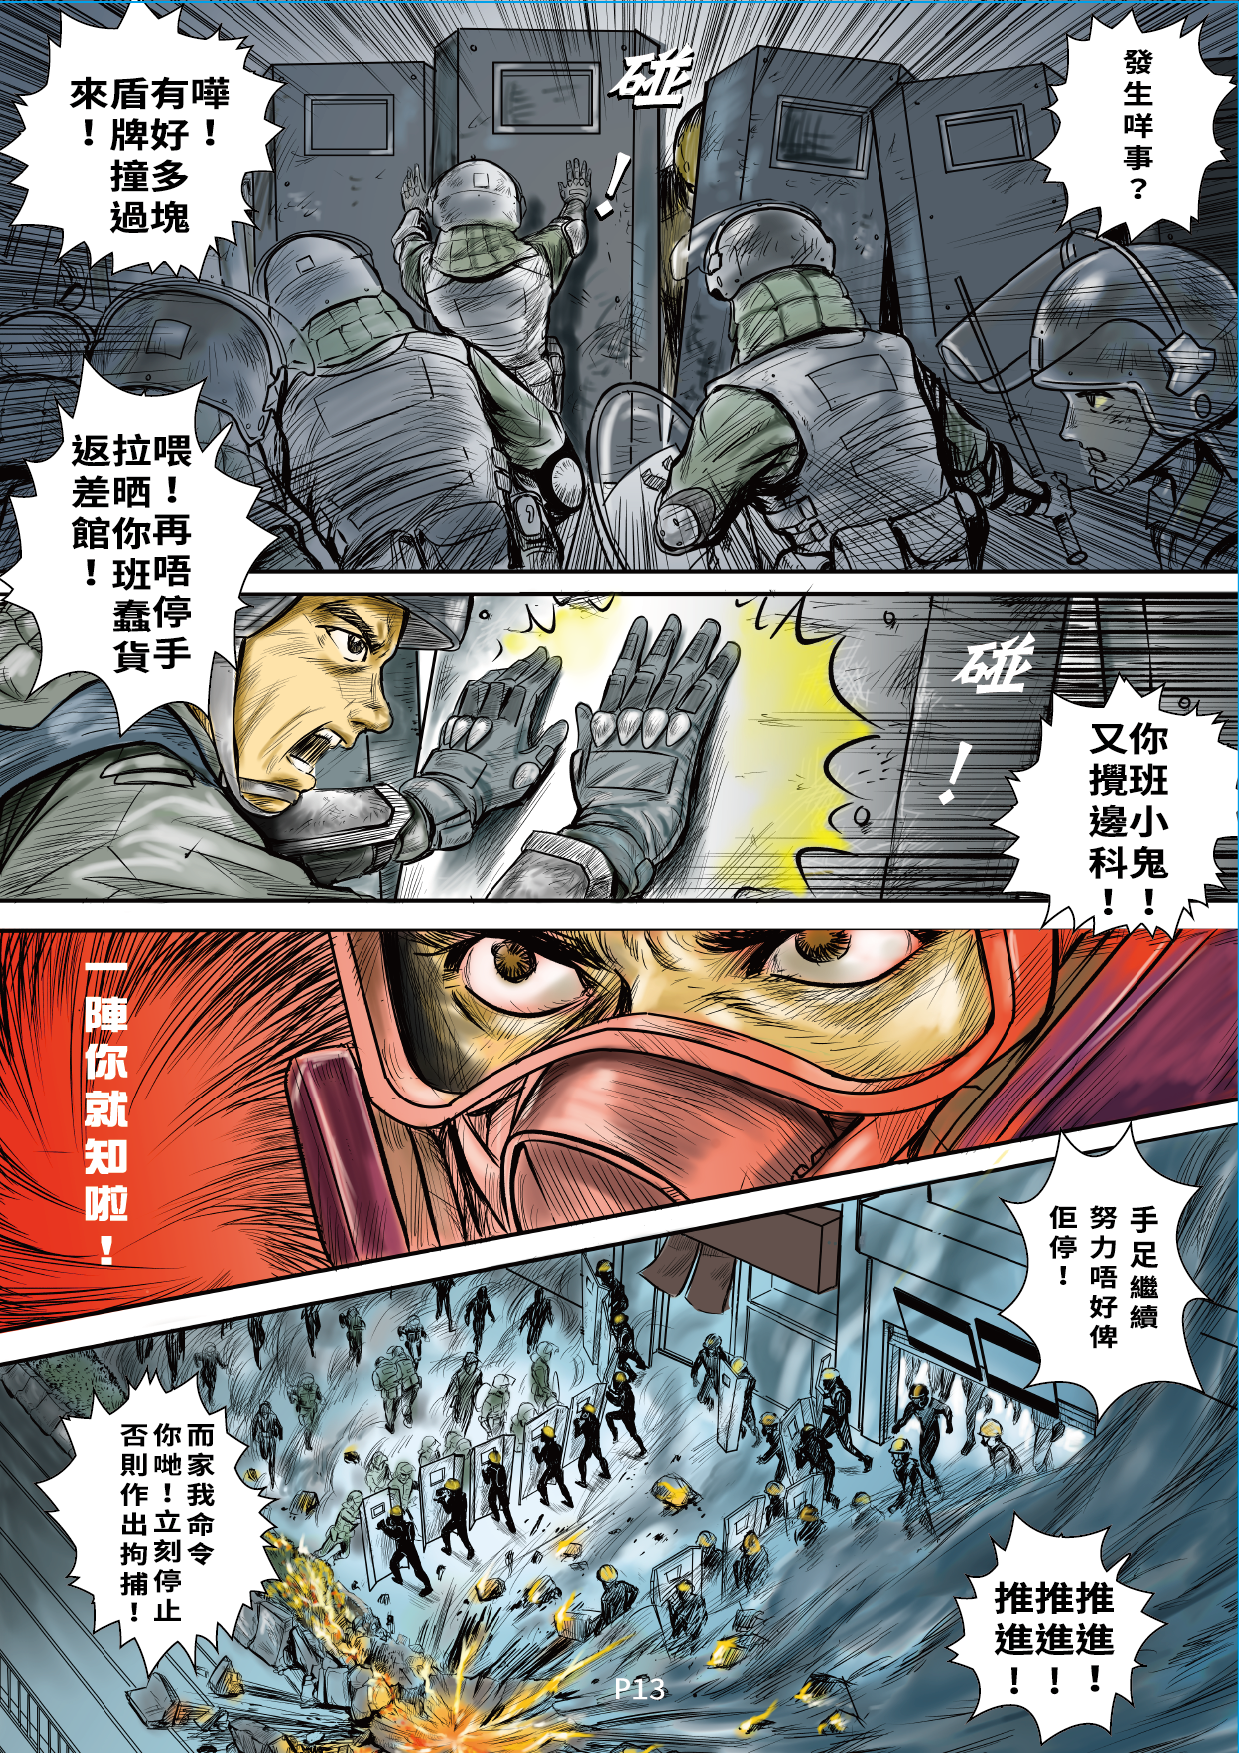 發生咩事？
碰
！
嘩！
有好多塊
盾牌撞過
來！
喂！再唔停手
拉晒你班蠢貨
返差館！
碰
！
你班小鬼！
又攪邊科！
一陣你就知啦！
手足繼續
努力唔好俾
佢停！
而家我命令
你哋！立刻停止
否則作出拘捕！
推進！
推進！
推進！
P13